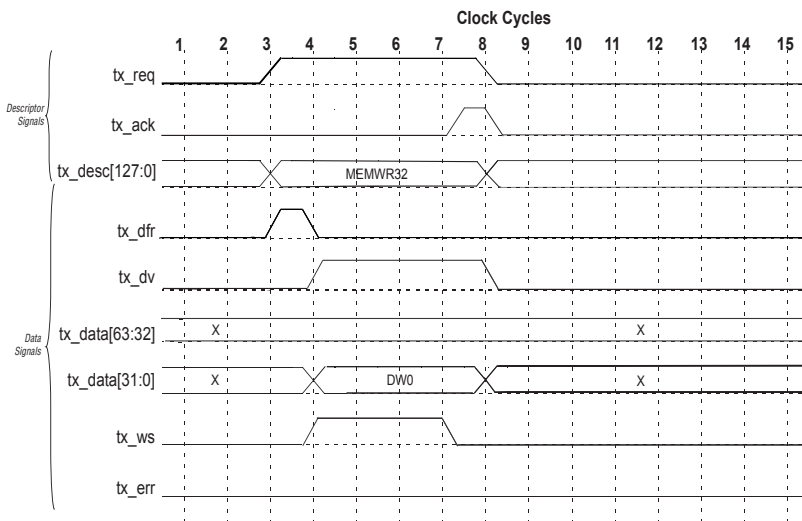 Clock Cycles
1 2 3 4 5 6 7 8 9 10 11 12 13 14 15
tx_req
Descriptor
Signals
tx_ack
tx_desc[127:0] MEMWR32
tx_dfr
tx_dv
Data
Signals
tx_data[63:32] X X
tx_data[31:0] X DW0 X
tx_ws
tx_err